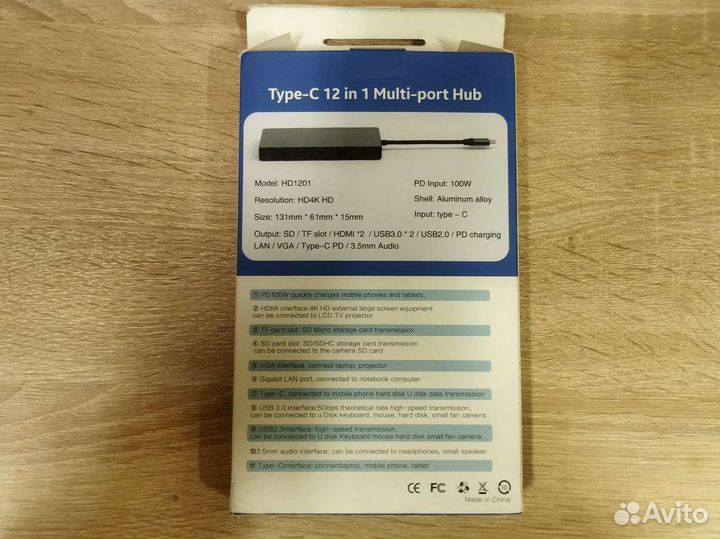 Type-C 12 in 1 Multi-port Hub
Model: HD1201
PD Input: 100W
Resolution: HD4K HD
Shell: Aluminum alloy
Size: 131mm * 61mm * 15mm
Input: type - C
Output: SD / TF slot / HDMI *2 / USB3.0 * 2 / USB2.0 / PD charging
LAN / VGA / Type-C PD / 3.5mm Audio
① PD100W quickly charges mobile phones and tablets,
② HDMI interface:4K HD external large screen equipment
can be connected to LCD TV projector
③ TF card slot: SD Micro storage card transmission
④ SD card slot: SD/SDHC storage card transmission
can be connected to the camera SD card
⑤ VGA interface, connect laptop, projector
⑥ Gigabit LAN port, connected to notebook computer
⑦ Type-C, connected to mobile phone hard disk U disk data transmission
⑧ USB 3.0 interface:5Gbps theoretical rate high-speed transmission,
can be connected to u Disk keyboard, mouse, hard disk, small fan camera...
⑨ USB2.0interface: high-speed transmission,
can be connected to U disk Keyboard mouse hard disk small fan camera...
⑩3.5mm audio interface: can be connected to headphones, small speaker
⑪ Type-Cinterface: connectlaptop, mobile phone, tablet
CE FC 10
Made in China
Avito